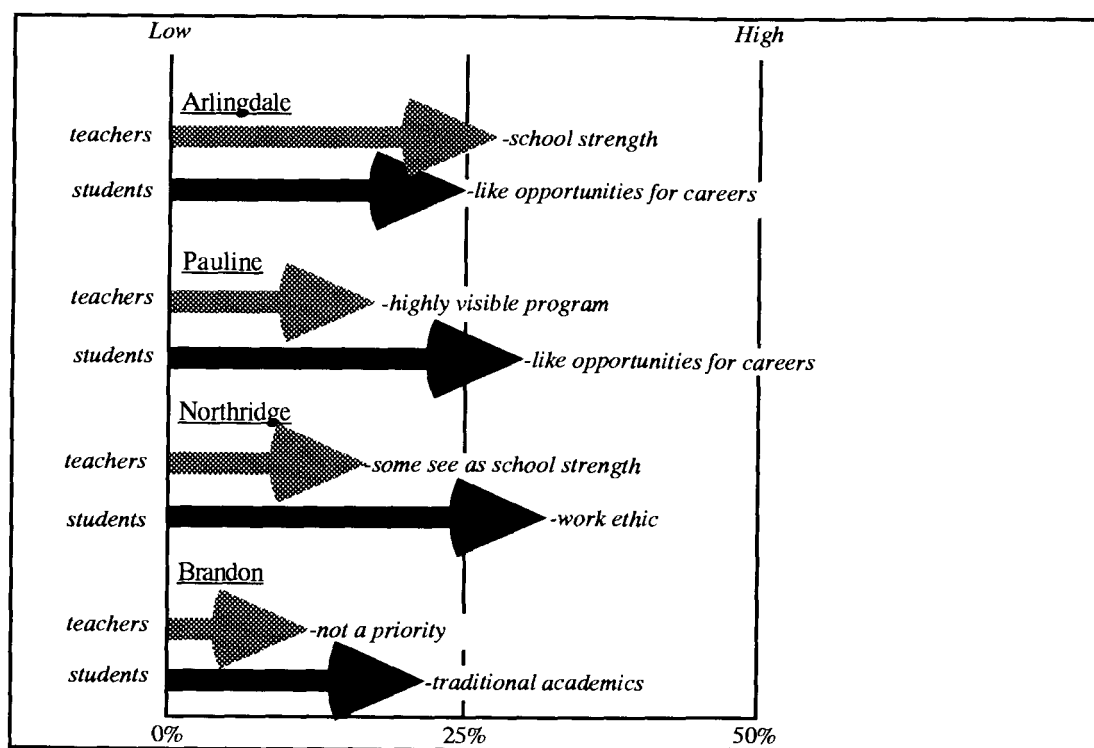 Low High
Arlingdale
teachers -school strength
students -like opportunities for careers
Pauline
teachers -highly visible program
students -like opportunities for careers
Northridge
teachers -some see as school strength
students -work ethic
Brandon
teachers -not a priority
students -traditional academics
0% 25% 50%